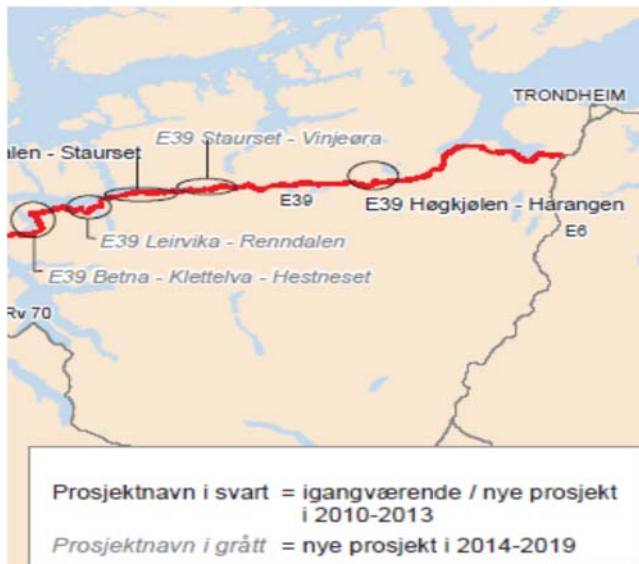 TRONDHEIM
E39 Staurset - Vinjeøra
alen - Staurset
E39
E39 Høgkjølen - Harangen
E6
E39 Leirvika - Renndalen
E39 Betna - Klettelva - Hestneset
Rv 70
Prosjektnavn i svart = igangværende / nye prosjekt
i 2010-2013
Prosjektnavn i grått = nye prosjekt i 2014-2019